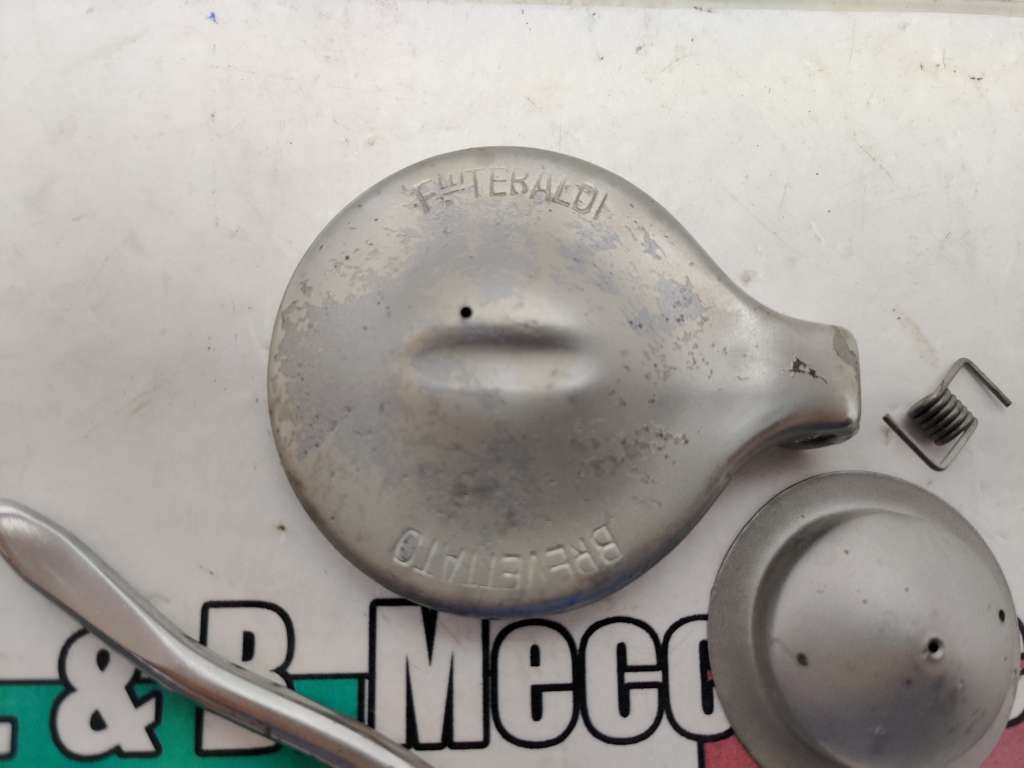 F.LLI TEBALDI
BREVETTATO
& B Mecc